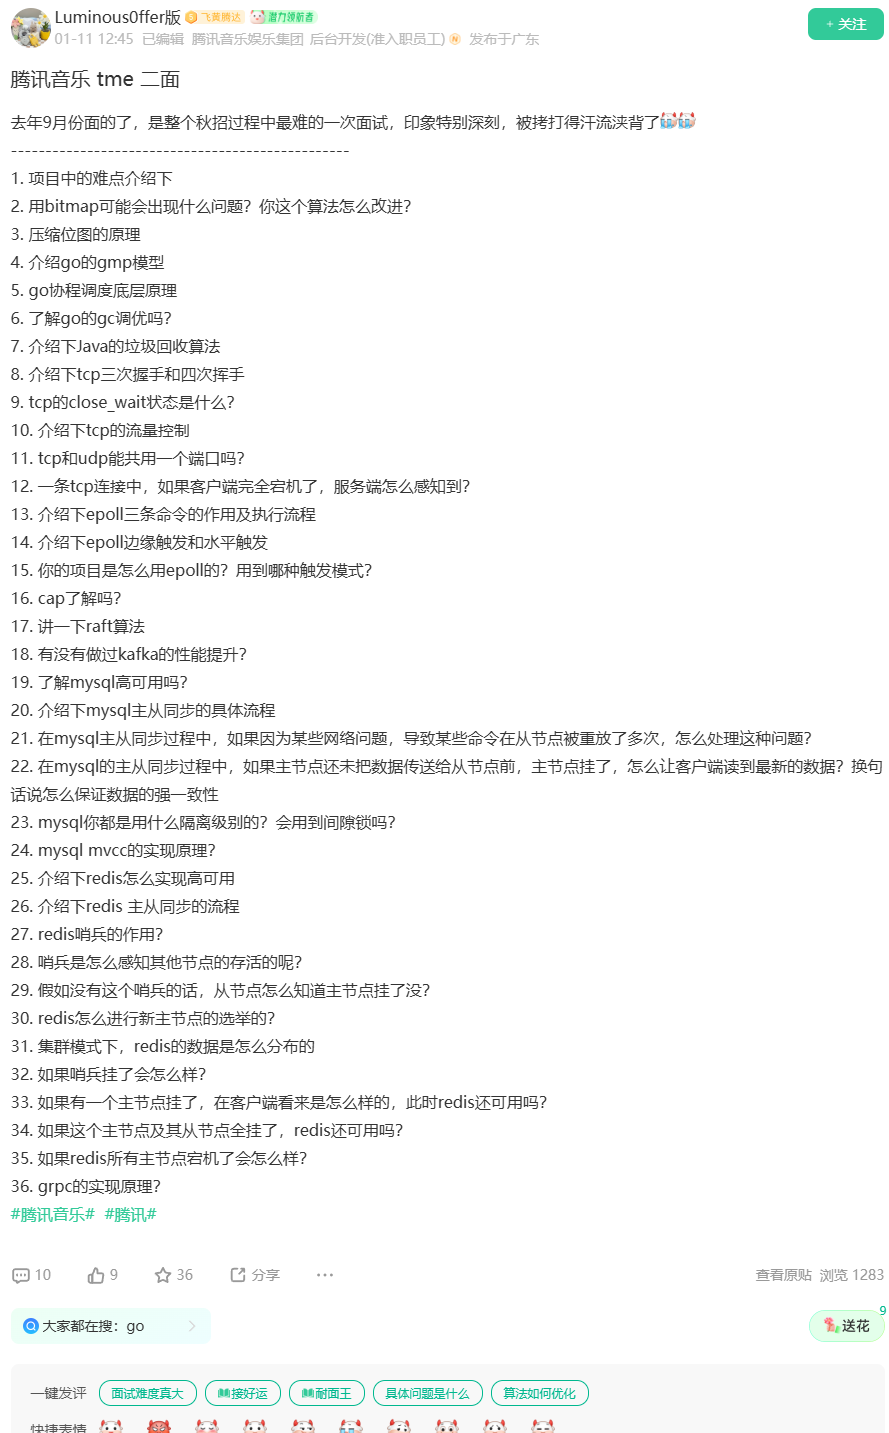 Luminous0ffer版 飞黄腾达 潜力领航者
+ 关注
01-11 12:45 已编辑 腾讯音乐娱乐集团 后台开发(准入职员工) N 发布于广东
腾讯音乐 tme 二面
去年9月份面的了，是整个秋招过程中最难的一次面试，印象特别深刻，被拷打得汗流浃背了
-------------------------------------------------
1. 项目中的难点介绍下
2. 用bitmap可能会出现什么问题？你这个算法怎么改进？
3. 压缩位图的原理
4. 介绍go的gmp模型
5. go协程调度底层原理
6. 了解go的gc调优吗？
7. 介绍下Java的垃圾回收算法
8. 介绍下tcp三次握手和四次挥手
9. tcp的close_wait状态是什么？
10. 介绍下tcp的流量控制
11. tcp和udp能共用一个端口吗？
12. 一条tcp连接中，如果客户端完全宕机了，服务端怎么感知到？
13. 介绍下epoll三条命令的作用及执行流程
14. 介绍下epoll边缘触发和水平触发
15. 你的项目是怎么用epoll的？用到哪种触发模式？
16. cap了解吗？
17. 讲一下raft算法
18. 有没有做过kafka的性能提升？
19. 了解mysql高可用吗？
20. 介绍下mysql主从同步的具体流程
21. 在mysql主从同步过程中，如果因为某些网络问题，导致某些命令在从节点被重放了多次，怎么处理这种问题？
22. 在mysql的主从同步过程中，如果主节点还未把数据传送给从节点前，主节点挂了，怎么让客户端读到最新的数据？换句
话说怎么保证数据的强一致性
23. mysql你都是用什么隔离级别的？会用到间隙锁吗？
24. mysql mvcc的实现原理？
25. 介绍下redis怎么实现高可用
26. 介绍下redis 主从同步的流程
27. redis哨兵的作用？
28. 哨兵是怎么感知其他节点的存活的呢？
29. 假如没有这个哨兵的话，从节点怎么知道主节点挂了没？
30. redis怎么进行新主节点的选举的？
31. 集群模式下，redis的数据是怎么分布的
32. 如果哨兵挂了会怎么样？
33. 如果有一个主节点挂了，在客户端看来是怎么样的，此时redis还可用吗？
34. 如果这个主节点及其从节点全挂了，redis还可用吗？
35. 如果redis所有主节点宕机了会怎么样？
36. grpc的实现原理？
#腾讯音乐# #腾讯#
10 9 36 分享 ... 查看原贴 浏览 1283
大家都在搜：go
送花 9
一键发评 面试难度真大 接好运 耐面王 具体问题是什么 算法如何优化
快捷表情